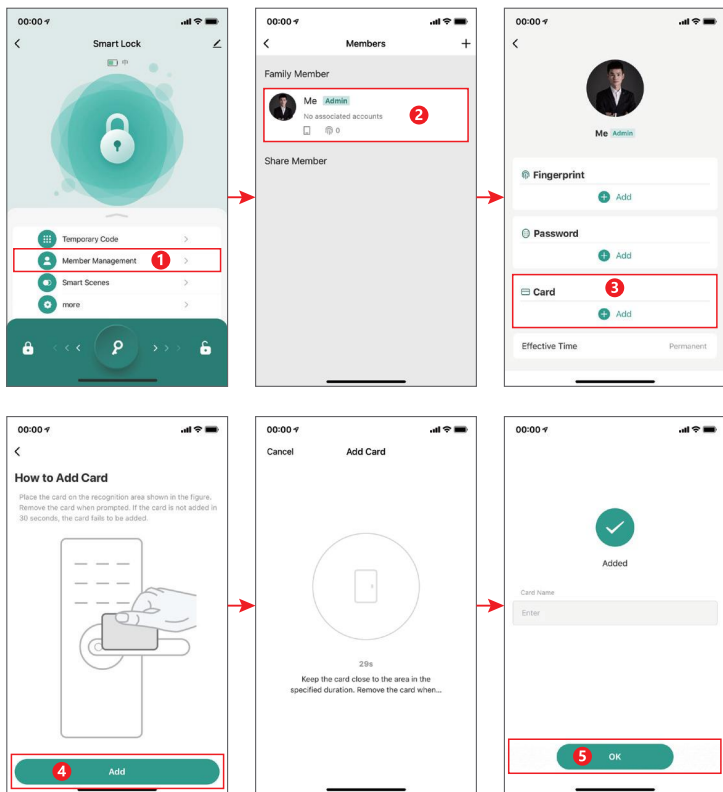 00:00
Smart Lock
Temporary Code
Member Management
1
Smart Scenes
more
00:00
Members
Family Member
Me Admin
No associated accounts
2
0
Share Member
00:00
Me Admin
Fingerprint
Add
Password
Add
Card
3
Add
Effective Time
Permanent
00:00
How to Add Card
Place the card on the recognition area shown in the figure.
Remove the card when prompted. If the card is not added in
30 seconds, the card fails to be added.
4
Add
00:00
Cancel
Add Card
29s
Keep the card close to the area in the
specified duration. Remove the card when...
00:00
Added
Card Name
Enter
5
OK